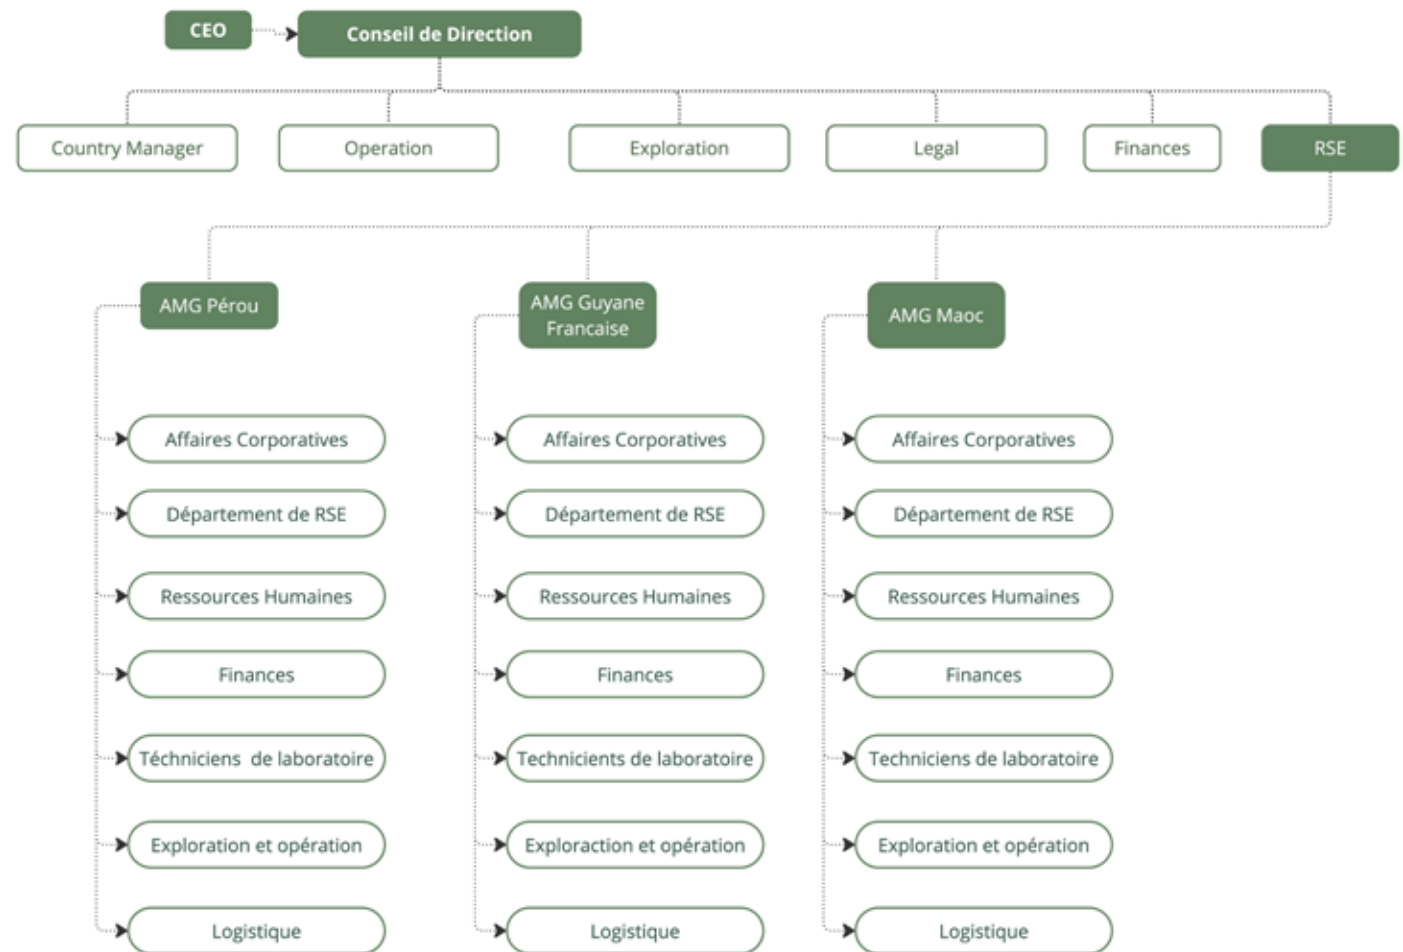 CEO
Conseil de Direction
Country Manager
Operation
Exploration
Legal
Finances
RSE
AMG Pérou
AMG Guyane
Francaise
AMG Maoc
Affaires Corporatives
Affaires Corporatives
Affaires Corporatives
Département de RSE
Département de RSE
Département de RSE
Ressources Humaines
Ressources Humaines
Ressources Humaines
Finances
Finances
Finances
Téchniciens de laboratoire
Technicients de laboratoire
Techniciens de laboratoire
Exploration et opération
Exploraction et opération
Exploration et opération
Logistique
Logistique
Logistique